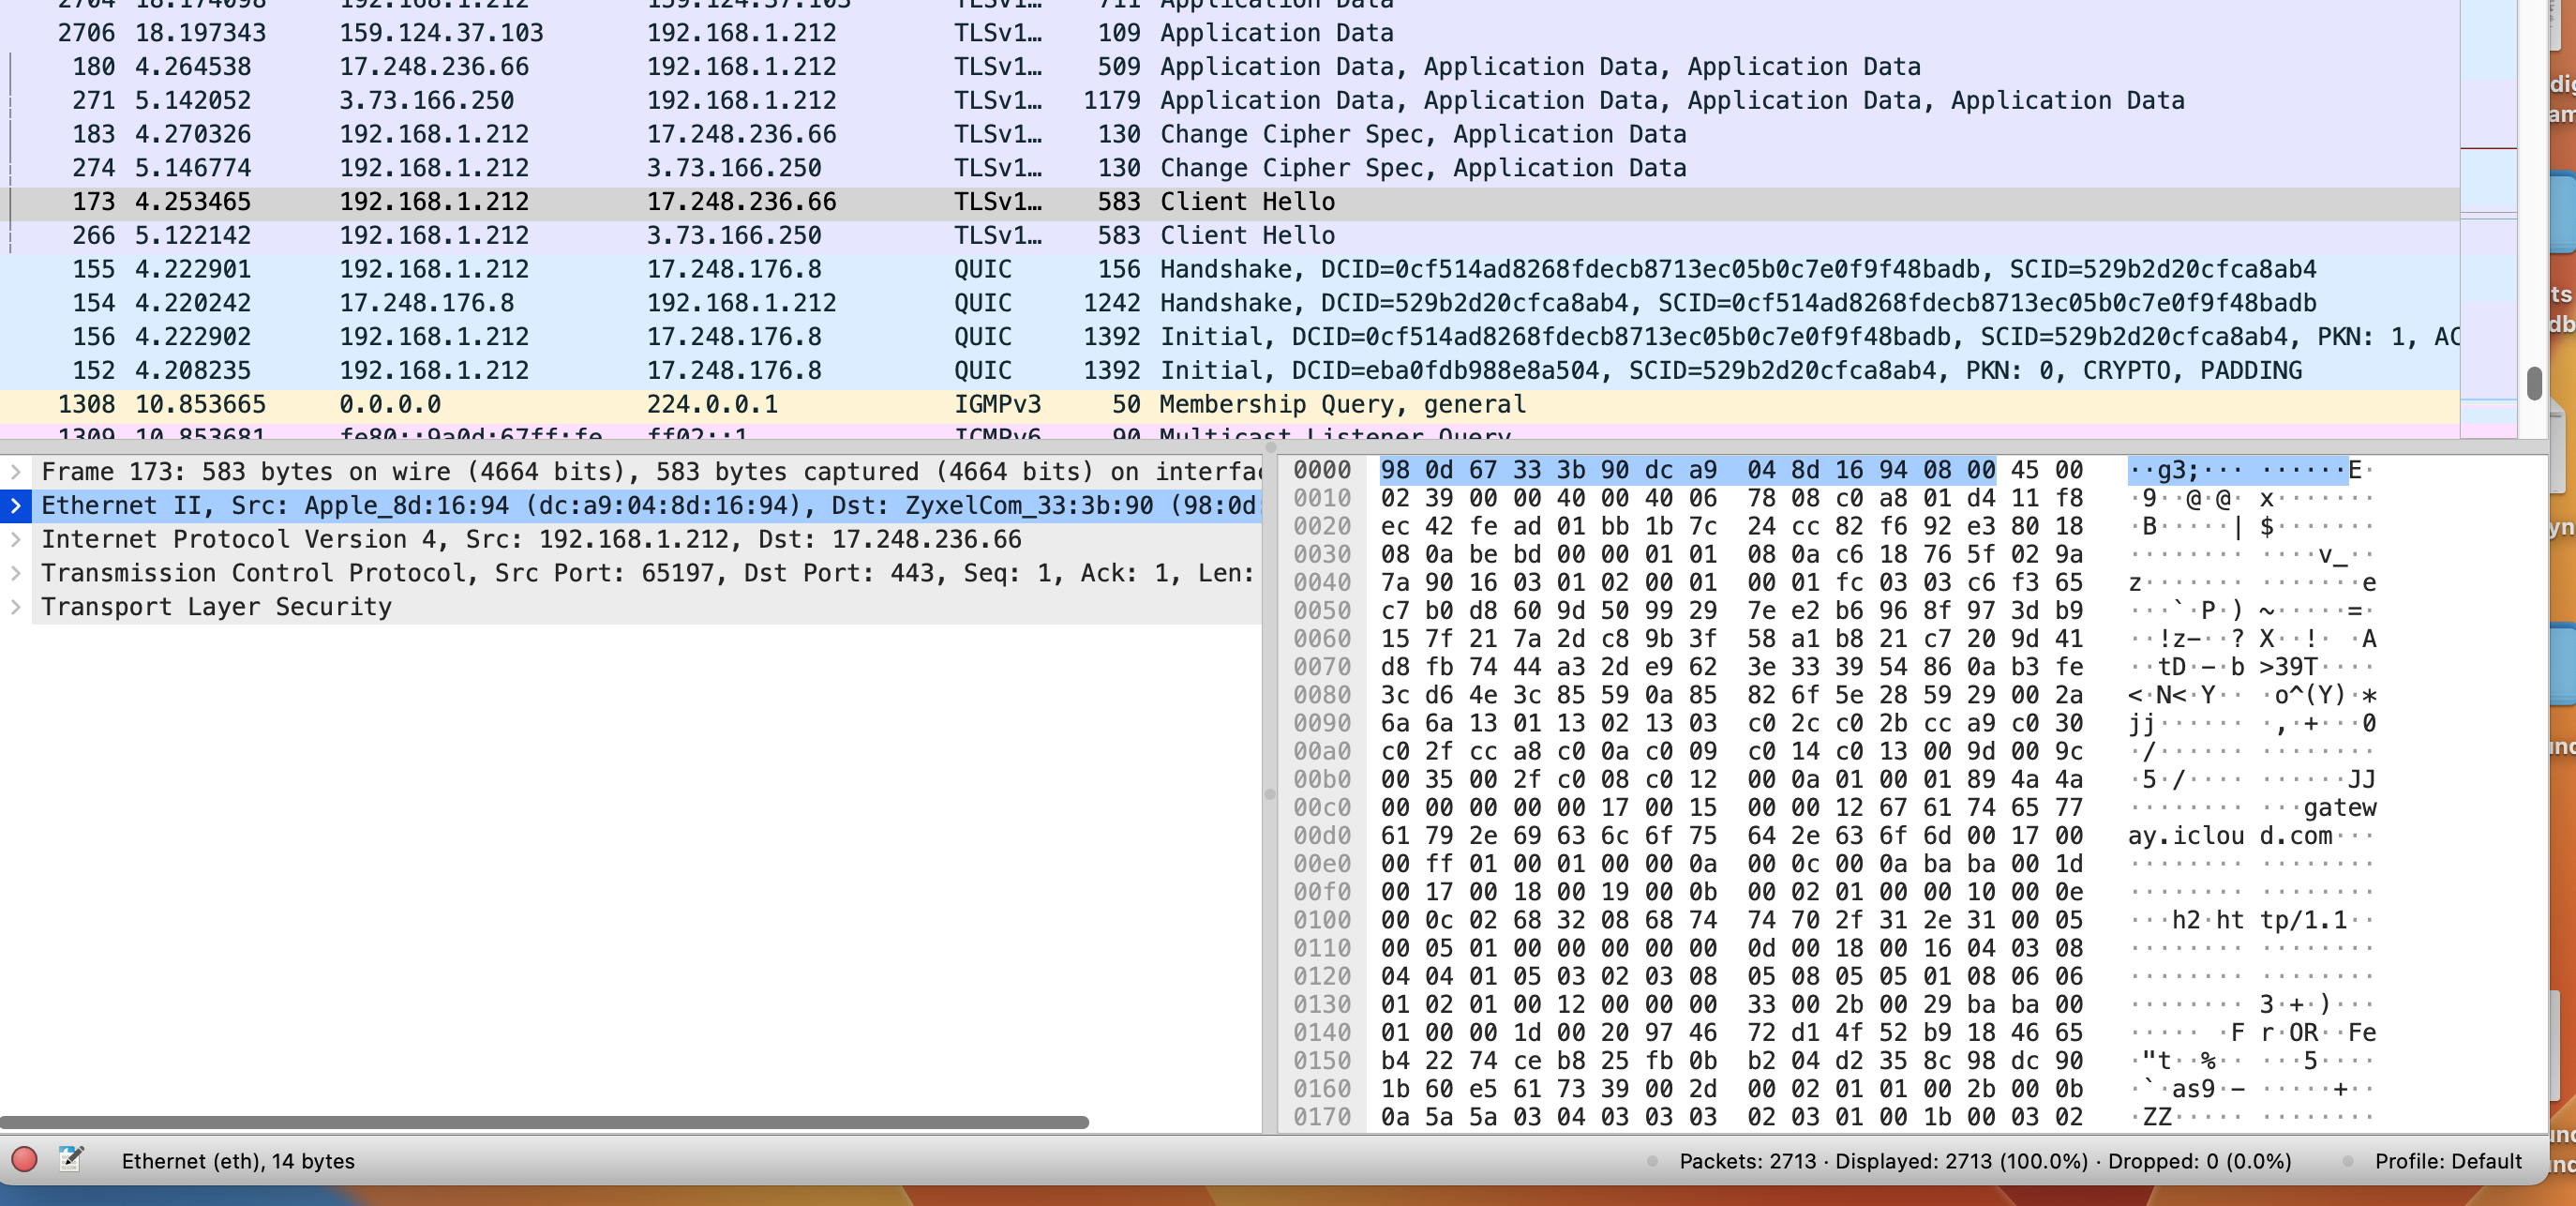 2704 18.174098 192.168.1.212 159.124.37.103 TLSv1… 711 Application Data
2706 18.197343 159.124.37.103 192.168.1.212 TLSv1… 109 Application Data
180 4.264538 17.248.236.66 192.168.1.212 TLSv1… 509 Application Data, Application Data, Application Data
271 5.142052 3.73.166.250 192.168.1.212 TLSv1… 1179 Application Data, Application Data, Application Data, Application Data
183 4.270326 192.168.1.212 17.248.236.66 TLSv1… 130 Change Cipher Spec, Application Data
274 5.146774 192.168.1.212 3.73.166.250 TLSv1… 130 Change Cipher Spec, Application Data
173 4.253465 192.168.1.212 17.248.236.66 TLSv1… 583 Client Hello
266 5.122142 192.168.1.212 3.73.166.250 TLSv1… 583 Client Hello
155 4.222901 192.168.1.212 17.248.176.8 QUIC 156 Handshake, DCID=0cf514ad8268fdecb8713ec05b0c7e0f9f48badb, SCID=529b2d20cfca8ab4
154 4.220242 17.248.176.8 192.168.1.212 QUIC 1242 Handshake, DCID=529b2d20cfca8ab4, SCID=0cf514ad8268fdecb8713ec05b0c7e0f9f48badb
156 4.222902 192.168.1.212 17.248.176.8 QUIC 1392 Initial, DCID=0cf514ad8268fdecb8713ec05b0c7e0f9f48badb, SCID=529b2d20cfca8ab4, PKN: 1, AC
152 4.208235 192.168.1.212 17.248.176.8 QUIC 1392 Initial, DCID=eba0fdb988e8a504, SCID=529b2d20cfca8ab4, PKN: 0, CRYPTO, PADDING
1308 10.853665 0.0.0.0 224.0.0.1 IGMPv3 50 Membership Query, general
1309 10.853681 fe80::9a0d:67ff:fe… ff02::1 ICMPv6 90 Multicast Listener Query
Frame 173: 583 bytes on wire (4664 bits), 583 bytes captured (4664 bits) on interfac
Ethernet II, Src: Apple_8d:16:94 (dc:a9:04:8d:16:94), Dst: ZyxelCom_33:3b:90 (98:0d:
Internet Protocol Version 4, Src: 192.168.1.212, Dst: 17.248.236.66
Transmission Control Protocol, Src Port: 65197, Dst Port: 443, Seq: 1, Ack: 1, Len:
Transport Layer Security
0000 98 0d 67 33 3b 90 dc a9 04 8d 16 94 08 00 45 00 ··g3;··· ······E·
0010 02 39 00 00 40 00 40 06 78 08 c0 a8 01 d4 11 f8 ·9··@·@· x·······
0020 ec 42 fe ad 01 bb 1b 7c 24 cc 82 f6 92 e3 80 18 ·B·····| $·······
0030 08 0a be bd 00 00 01 01 08 0a c6 18 76 5f 02 9a ········ ····v_··
0040 7a 90 16 03 01 02 00 01 00 01 fc 03 03 c6 f3 65 z······· ·······e
0050 c7 b0 d8 60 9d 50 99 29 7e e2 b6 96 8f 97 3d b9 ···`·P·) ~·····=·
0060 15 7f 21 7a 2d c8 9b 3f 58 a1 b8 21 c7 20 9d 41 ··!z-··? X··!· ·A
0070 d8 fb 74 44 a3 2d e9 62 3e 33 39 54 86 0a b3 fe ··tD·-·b >39T····
0080 3c d6 4e 3c 85 59 0a 85 82 6f 5e 28 59 29 00 2a <·N<·Y·· ·o^(Y)·*
0090 6a 6a 13 01 13 02 13 03 c0 2c c0 2b cc a9 c0 30 jj······ ·,·+···0
00a0 c0 2f cc a8 c0 0a c0 09 c0 14 c0 13 00 9d 00 9c ·/······ ········
00b0 00 35 00 2f c0 08 c0 12 00 0a 01 00 01 89 4a 4a ·5·/···· ······JJ
00c0 00 00 00 00 00 17 00 15 00 00 12 67 61 74 65 77 ········ ···gatew
00d0 61 79 2e 69 63 6c 6f 75 64 2e 63 6f 6d 00 17 00 ay.iclou d.com···
00e0 00 ff 01 00 01 00 00 0a 00 0c 00 0a ba ba 00 1d ········ ········
00f0 00 17 00 18 00 19 00 0b 00 02 01 00 00 10 00 0e ········ ········
0100 00 0c 02 68 32 08 68 74 74 70 2f 31 2e 31 00 05 ···h2·ht tp/1.1··
0110 00 05 01 00 00 00 00 00 0d 00 18 00 16 04 03 08 ········ ········
0120 04 04 01 05 03 02 03 08 05 08 05 05 01 08 06 06 ········ ········
0130 01 02 01 00 12 00 00 00 33 00 2b 00 29 ba ba 00 ········ 3·+·)···
0140 01 00 00 1d 00 20 97 46 72 d1 4f 52 b9 18 46 65 ····· ·F r·OR··Fe
0150 b4 22 74 ce b8 25 fb 0b b2 04 d2 35 8c 98 dc 90 ·"t··%·· ···5····
0160 1b 60 e5 61 73 39 00 2d 00 02 01 01 00 2b 00 0b ·`·as9·- ·····+··
0170 0a 5a 5a 03 04 03 03 03 02 03 01 00 1b 00 03 02 ·ZZ····· ········
Ethernet (eth), 14 bytes Packets: 2713 · Displayed: 2713 (100.0%) · Dropped: 0 (0.0%) Profile: Default